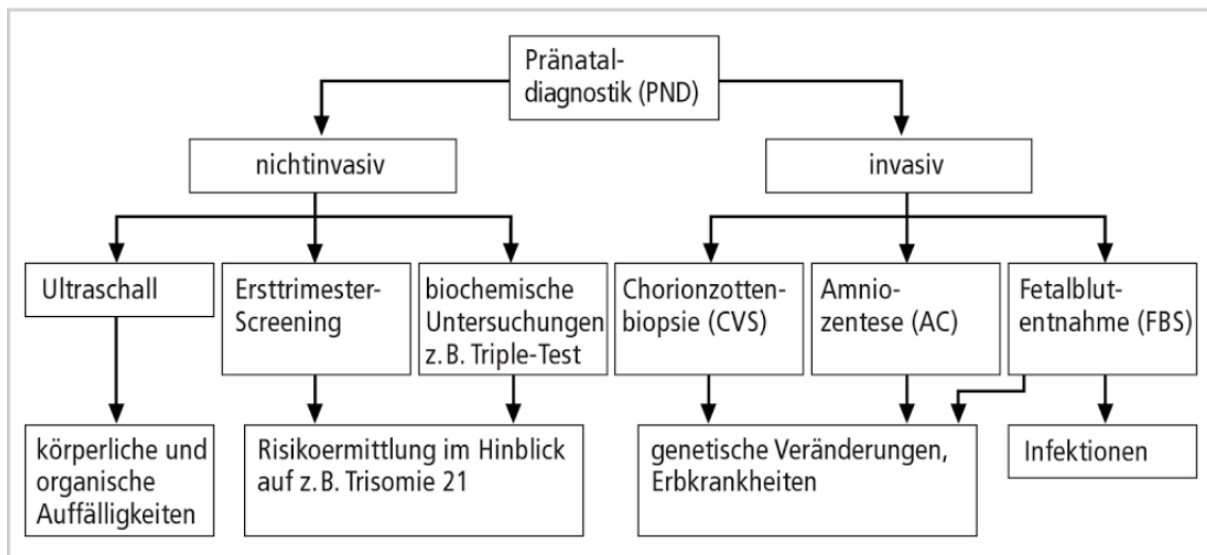 Pränatal-
diagnostik (PND)
nichtinvasiv
invasiv
Ultraschall
Ersttrimester-
Screening
biochemische
Untersuchungen
z. B. Triple-Test
Chorionzotten-
biopsie (CVS)
Amnio-
zentese (AC)
Fetalblut-
entnahme (FBS)
körperliche und
organische
Auffälligkeiten
Risikoermittlung im Hinblick
auf z. B. Trisomie 21
genetische Veränderungen,
Erbkrankheiten
Infektionen